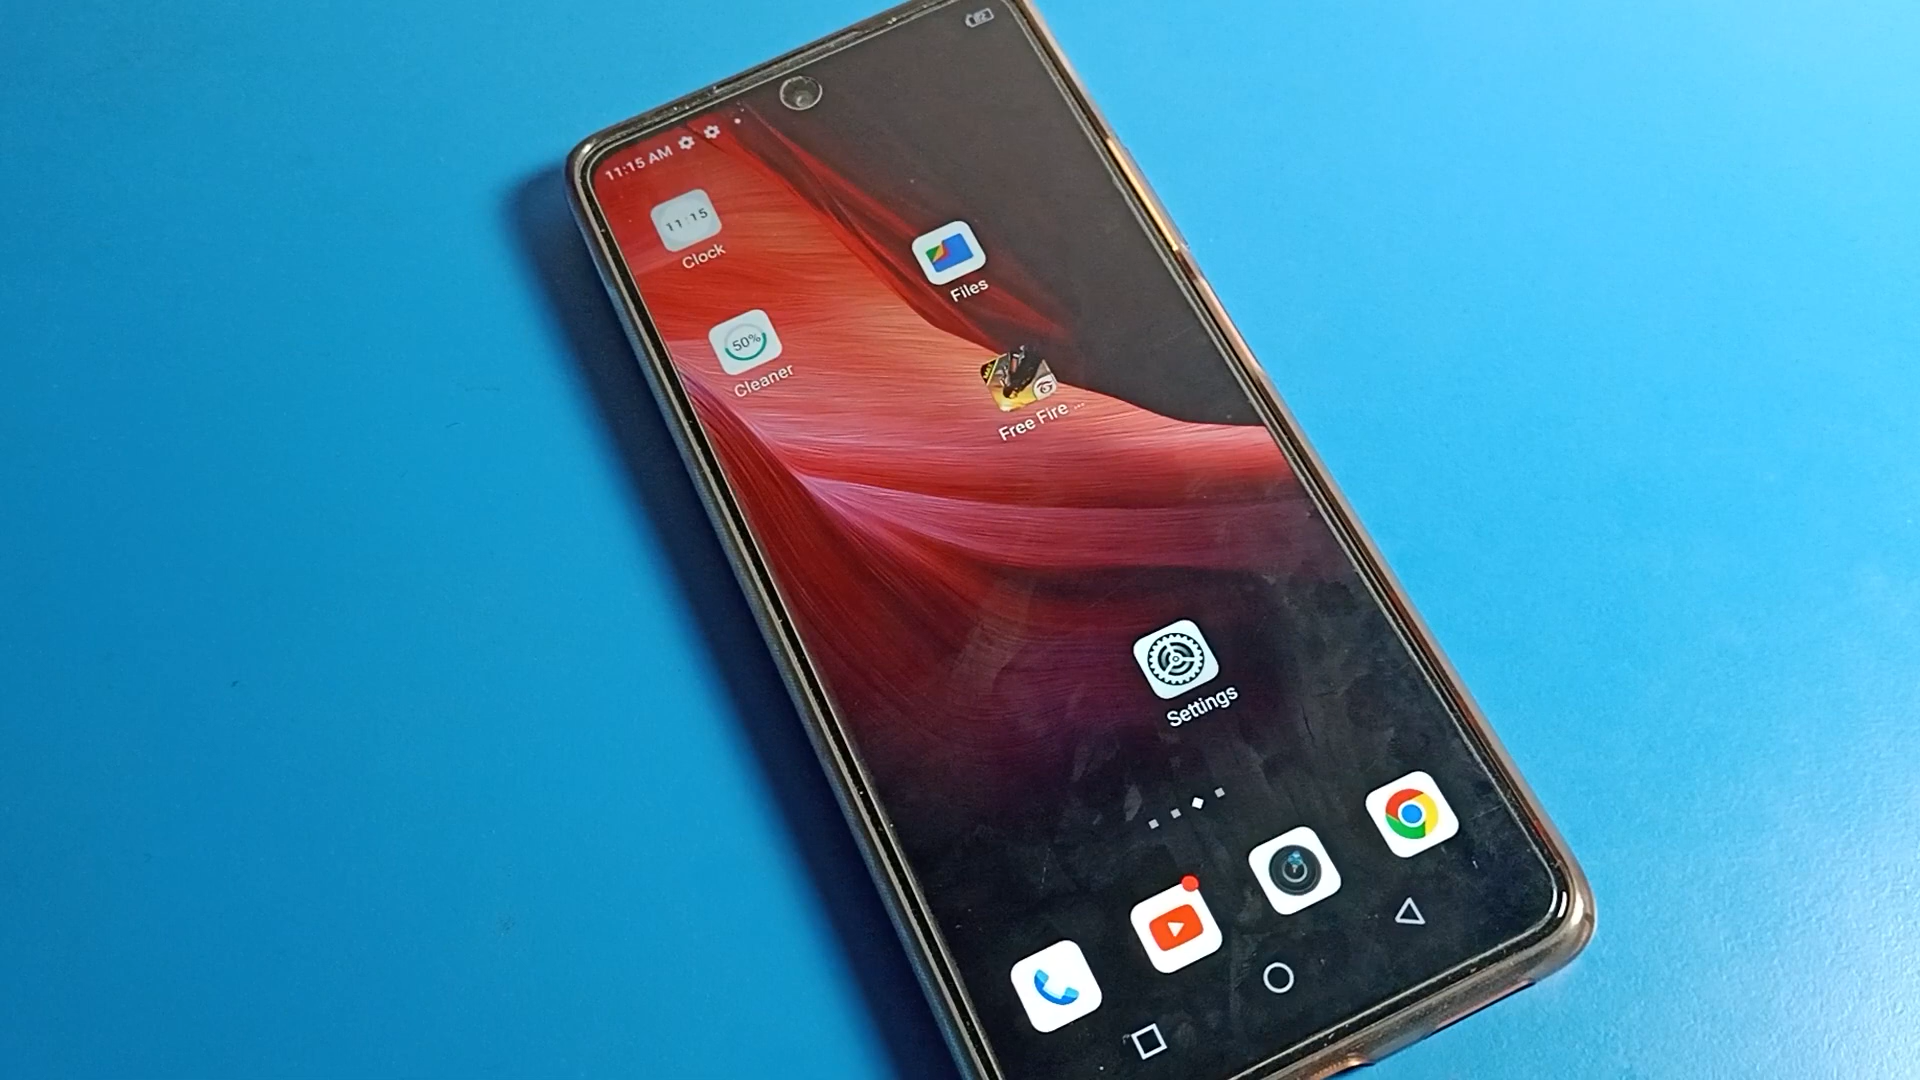 11:15 AM
11:15
Clock
Files
50%
Cleaner
Free Fire ...
Settings